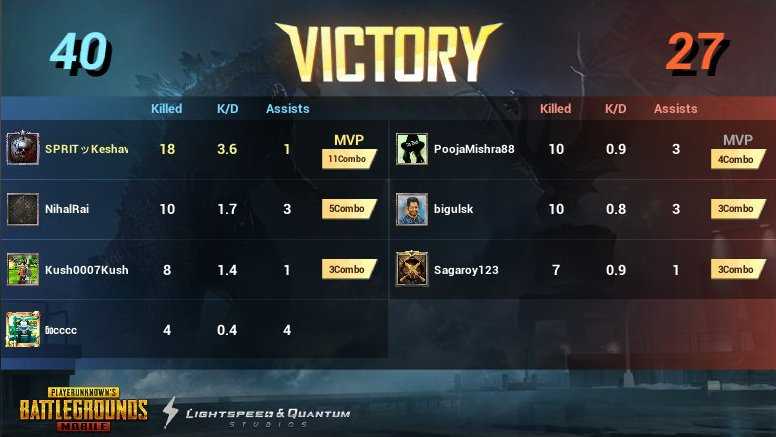 40 VICTORY 27
Killed K/D Assists Killed K/D Assists
SPRITッKeshav 18 3.6 1 MVP 11Combo
PoojaMishra88 10 0.9 3 MVP 4Combo
NihalRai 10 1.7 3 5Combo
bigulsk 10 0.8 3 3Combo
Kush0007Kush 8 1.4 1 3Combo
Sagaroy123 7 0.9 1 3Combo
cccc 4 0.4 4
PLAYERUNKNOWN'S
BATTLEGROUNDS
MOBILE
LIGHTSPEED & QUANTUM
STUDIOS